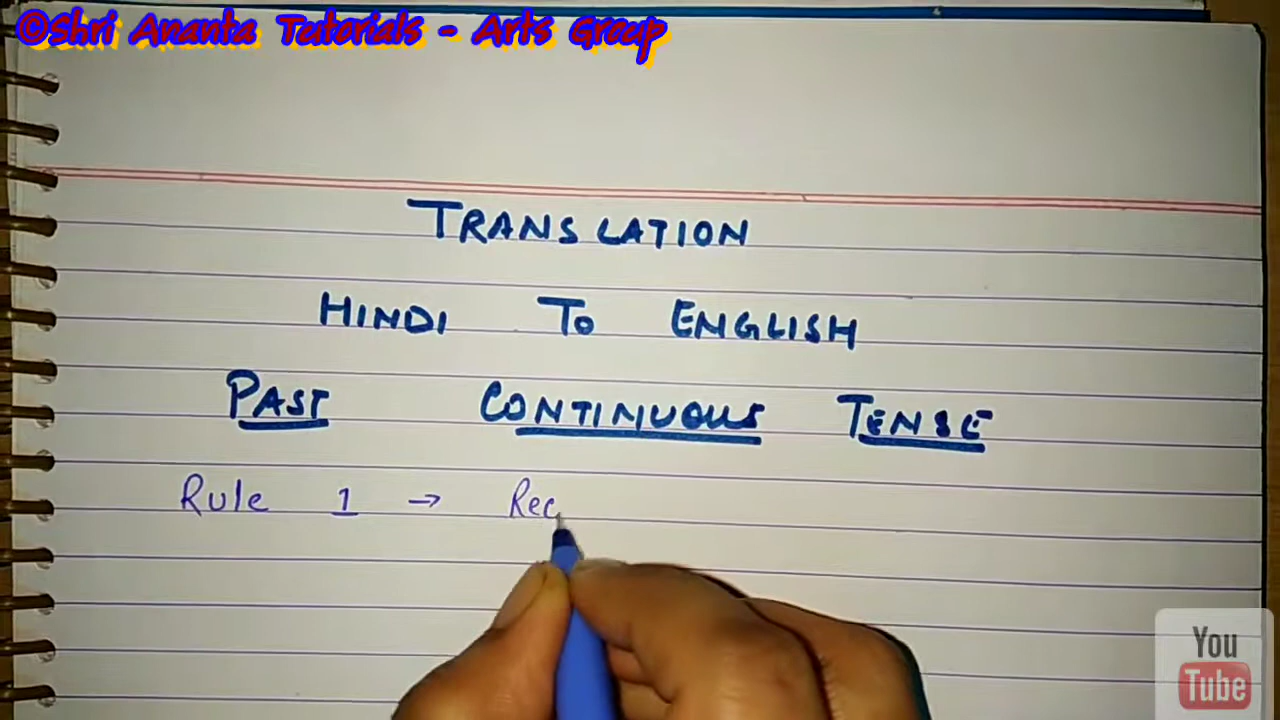 ©Shri Ananta Tutorials - Arts Group
TRANSLATION
HINDI TO ENGLISH
PAST CONTINUOUS TENSE
Rule 1 → Rec
You
Tube